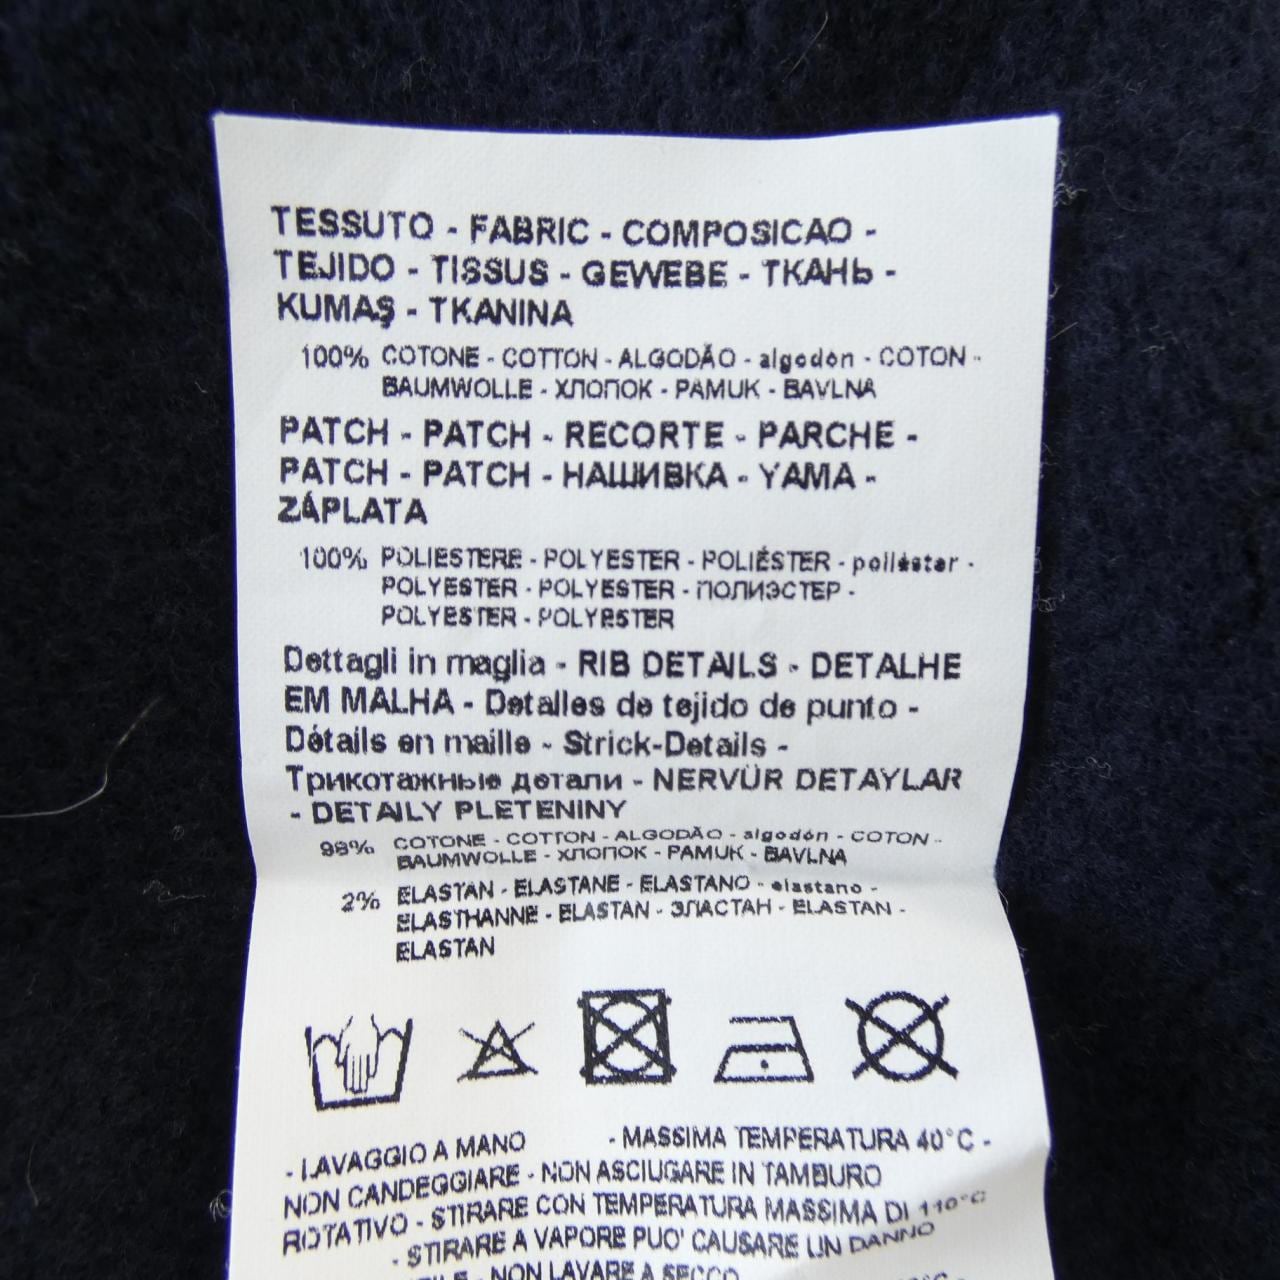 TESSUTO - FABRIC - COMPOSICAO -
TEJIDO - TISSUS - GEWEBE - ТКАНЬ -
KUMAŞ - TKANINA
100% COTONE - COTTON - ALGODÃO - algodón - COTON -
BAUMWOLLE - ХЛОПОК - PAMUK - BAVLNA
PATCH - PATCH - RECORTE - PARCHE -
PATCH - PATCH - НАШИВКА - YAMA -
ZÁPLATA
100% POLIESTERE - POLYESTER - POLIÉSTER - poliéster -
POLYESTER - POLYESTER - ПОЛИЭСТЕР -
POLYESTER - POLYESTER
Dettagli in maglia - RIB DETAILS - DETALHE
EM MALHA - Detalles de tejido de punto -
Détails en maille - Strick-Details -
Трикотажные детали - NERVÜR DETAYLAR
- DETAILY PLETENINY
98% COTONE - COTTON - ALGODÃO - algodón - COTON -
BAUMWOLLE - ХЛОПОК - PAMUK - BAVLNA
2% ELASTAN - ELASTANE - ELASTANO - elastano -
ELASTHANNE - ELASTAN - ЭЛАСТАН - ELASTAN -
ELASTAN
- LAVAGGIO A MANO - MASSIMA TEMPERATURA 40°C -
NON CANDEGGIARE - NON ASCIUGARE IN TAMBURO
ROTATIVO - STIRARE CON TEMPERATURA MASSIMA DI 110°C
- STIRARE A VAPORE PUO' CAUSARE UN DANNO
- NON LAVARE A SECCO